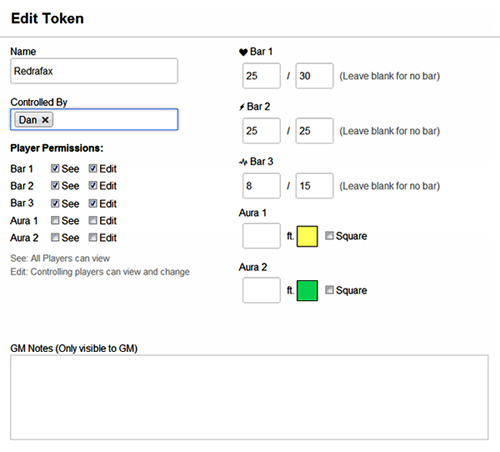 Edit Token
Name
Redrafax
Controlled By
Dan ×
Player Permissions:
Bar 1 See Edit
Bar 2 See Edit
Bar 3 See Edit
Aura 1 See Edit
Aura 2 See Edit
See: All Players can view
Edit: Controlling players can view and change
Bar 1
25 / 30 (Leave blank for no bar)
Bar 2
25 / 25 (Leave blank for no bar)
Bar 3
8 / 15 (Leave blank for no bar)
Aura 1
ft. Square
Aura 2
ft. Square
GM Notes (Only visible to GM)